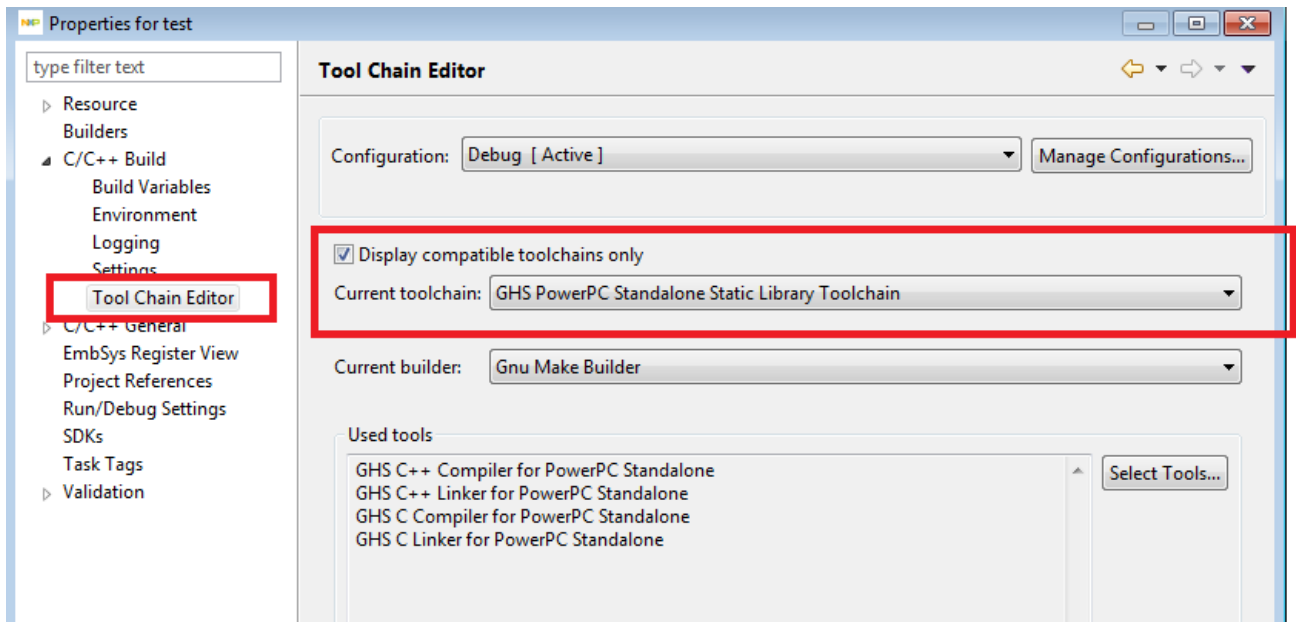 NXP Properties for test
type filter text
Resource
Builders
C/C++ Build
Build Variables
Environment
Logging
Settings
Tool Chain Editor
C/C++ General
EmbSys Register View
Project References
Run/Debug Settings
SDKs
Task Tags
Validation
Tool Chain Editor
Configuration: Debug [ Active ] Manage Configurations...
Display compatible toolchains only
Current toolchain: GHS PowerPC Standalone Static Library Toolchain
Current builder: Gnu Make Builder
Used tools
GHS C++ Compiler for PowerPC Standalone
GHS C++ Linker for PowerPC Standalone
GHS C Compiler for PowerPC Standalone
GHS C Linker for PowerPC Standalone
Select Tools...